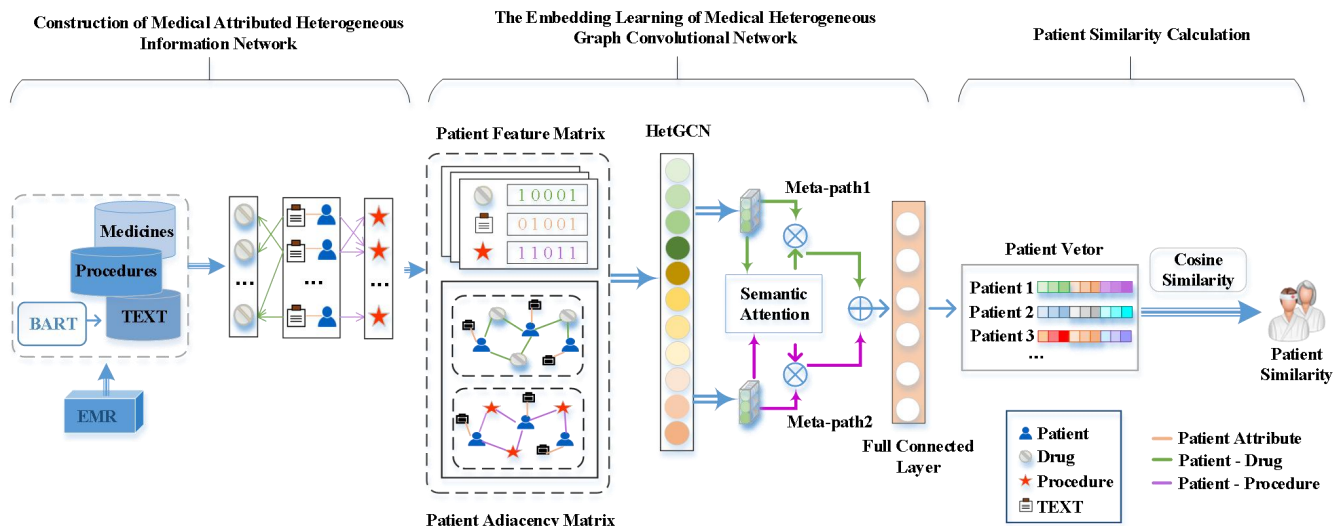 Construction of Medical Attributed Heterogeneous
Information Network
The Embedding Learning of Medical Heterogeneous
Graph Convolutional Network
Patient Similarity Calculation
Medicines
Procedures
TEXT
BART
EMR
...
...
...
Patient Feature Matrix
10001
01001
11011
Patient Adjacency Matrix
HetGCN
Meta-path1
Semantic
Attention
Meta-path2
Full Connected
Layer
Patient Vetor
Patient 1
Patient 2
Patient 3
...
Cosine
Similarity
Patient
Similarity
Patient
Drug
Procedure
TEXT
Patient Attribute
Patient - Drug
Patient - Procedure